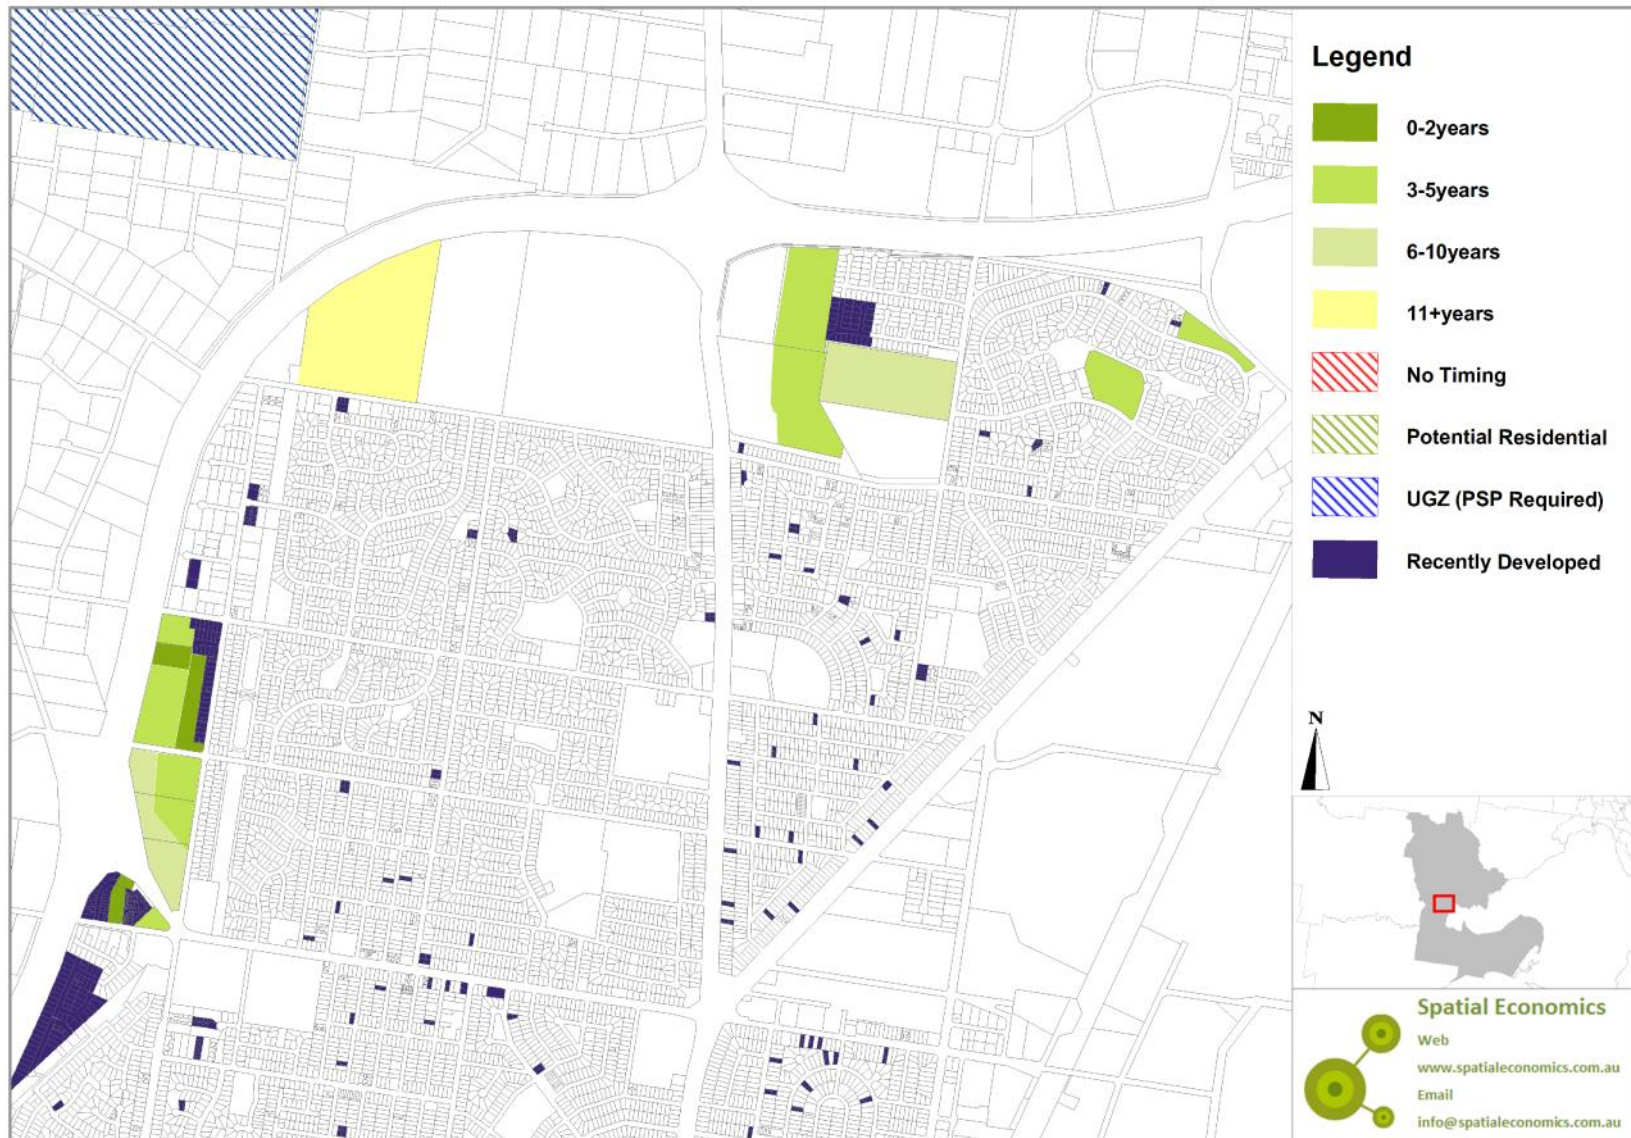 Legend
0-2years
3-5years
6-10years
11+years
No Timing
Potential Residential
UGZ (PSP Required)
Recently Developed
N
Spatial Economics
Web
www.spatialeconomics.com.au
Email
info@spatialeconomics.com.au